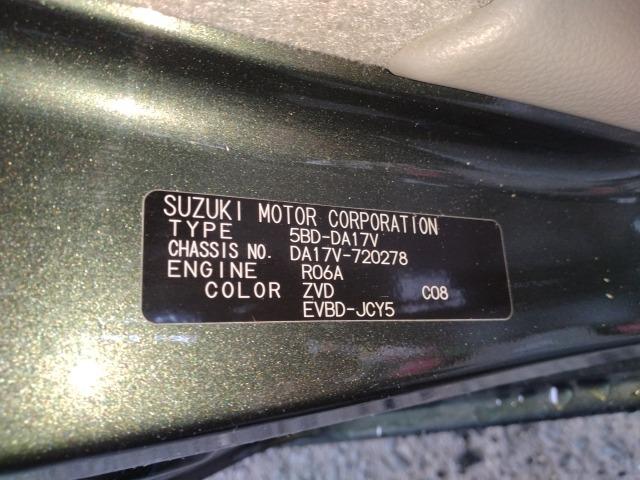 SUZUKI MOTOR CORPORATION
TYPE 5BD-DA17V
CHASSIS NO. DA17V-720278
ENGINE R06A
COLOR ZVD C08
EVBD-JCY5